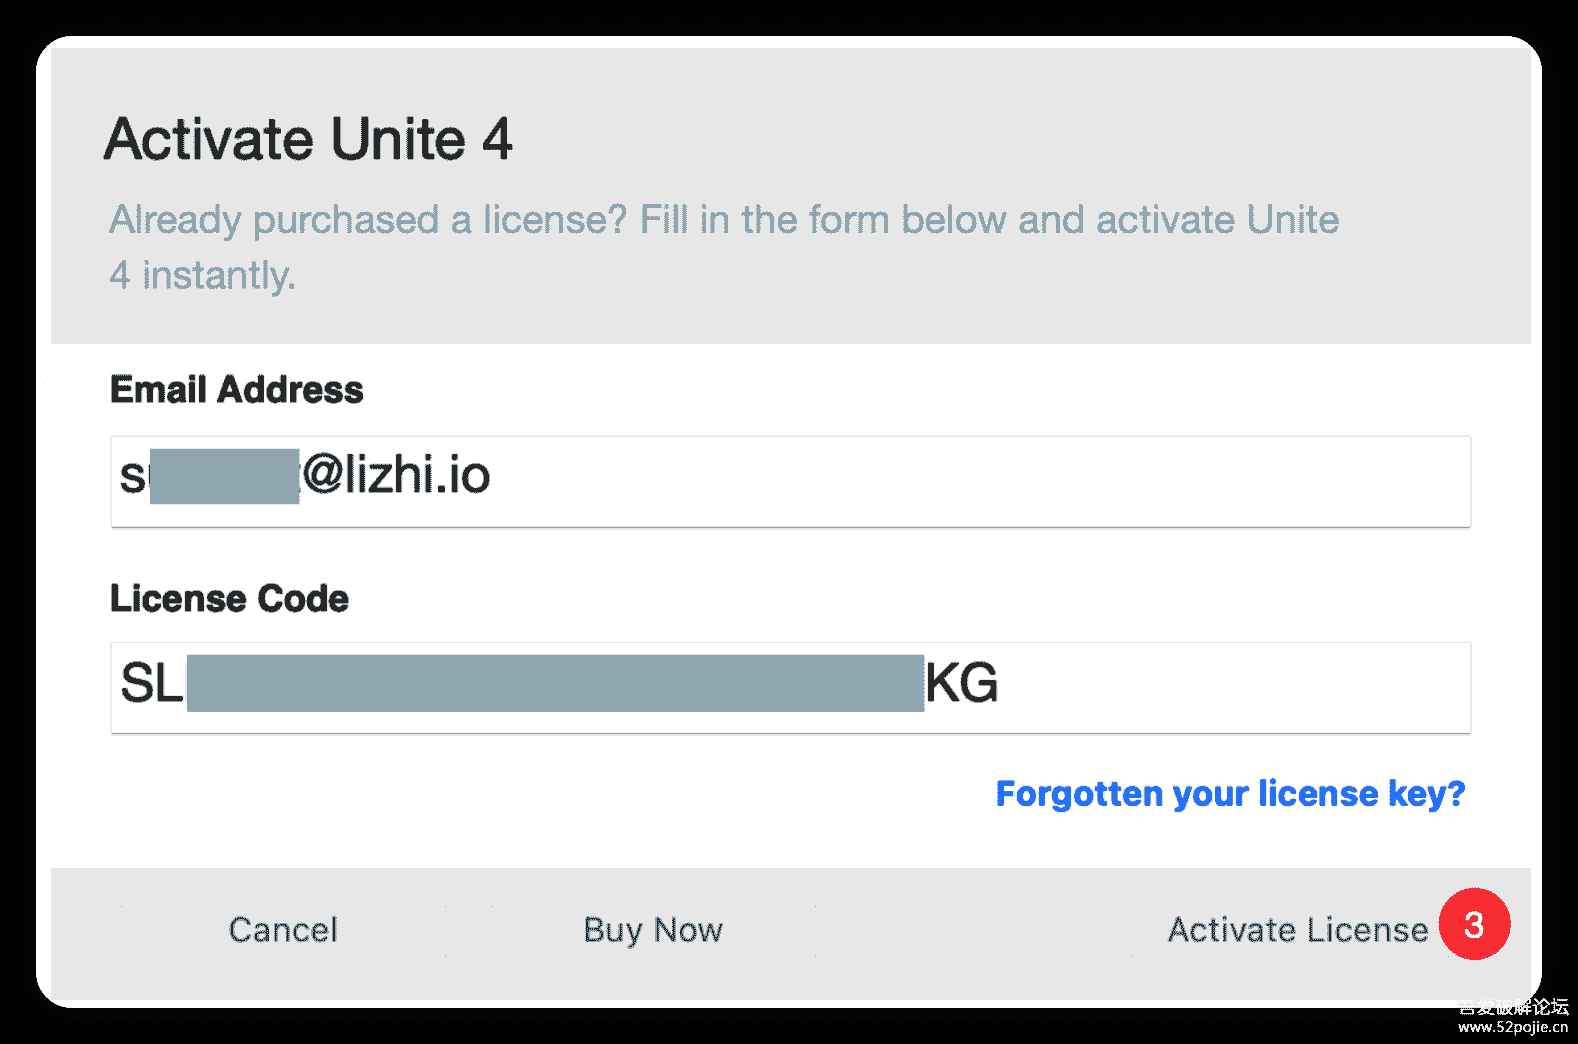 Activate Unite 4
Already purchased a license? Fill in the form below and activate Unite
4 instantly.
Email Address
s@lizhi.io
License Code
SL KG
Forgotten your license key?
Cancel Buy Now Activate License 3
吾爱破解论坛
www.52pojie.cn